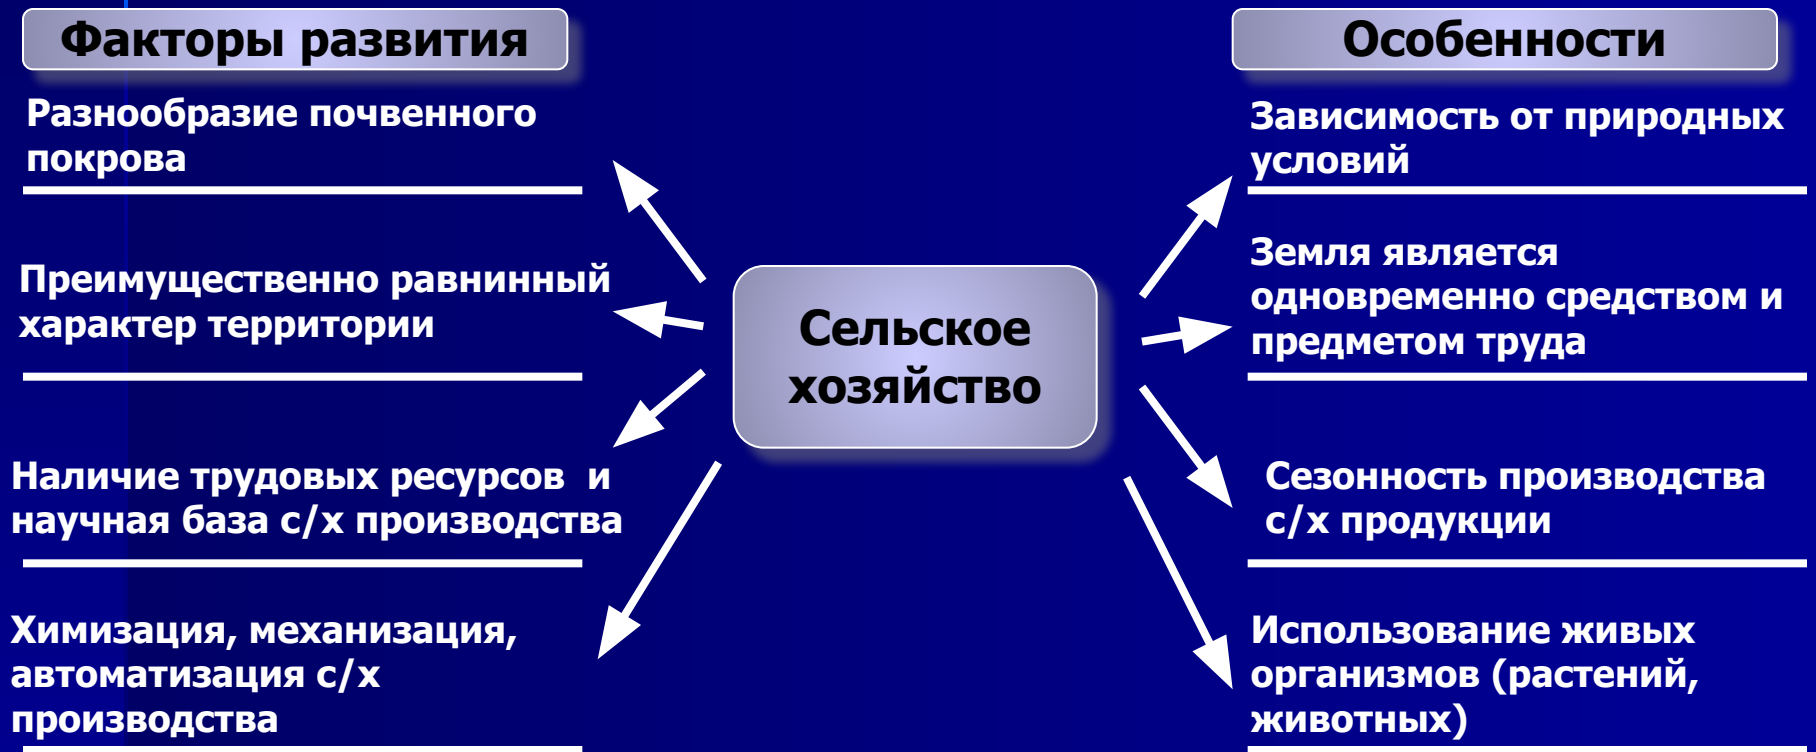 Факторы развития
Разнообразие почвенного
покрова
Преимущественно равнинный
характер территории
Наличие трудовых ресурсов и
научная база с/х производства
Химизация, механизация,
автоматизация с/х
производства
Сельское
хозяйство
Особенности
Зависимость от природных
условий
Земля является
одновременно средством и
предметом труда
Сезонность производства
с/х продукции
Использование живых
организмов (растений,
животных)